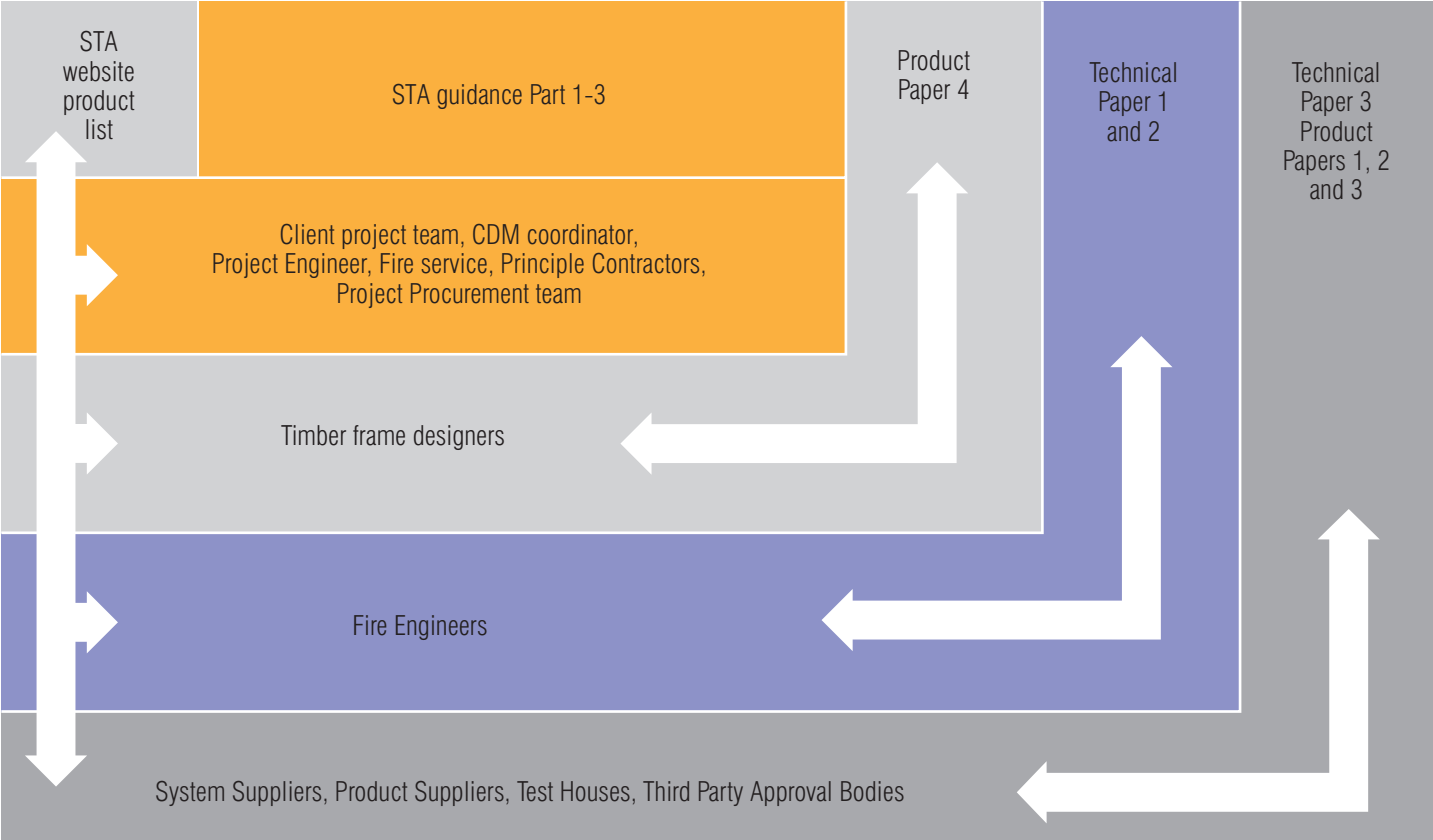 STA
website
product
list
STA guidance Part 1-3
Product
Paper 4
Technical
Paper 1
and 2
Technical
Paper 3
Product
Papers 1, 2
and 3
Client project team, CDM coordinator,
Project Engineer, Fire service, Principle Contractors,
Project Procurement team
Timber frame designers
Fire Engineers
System Suppliers, Product Suppliers, Test Houses, Third Party Approval Bodies